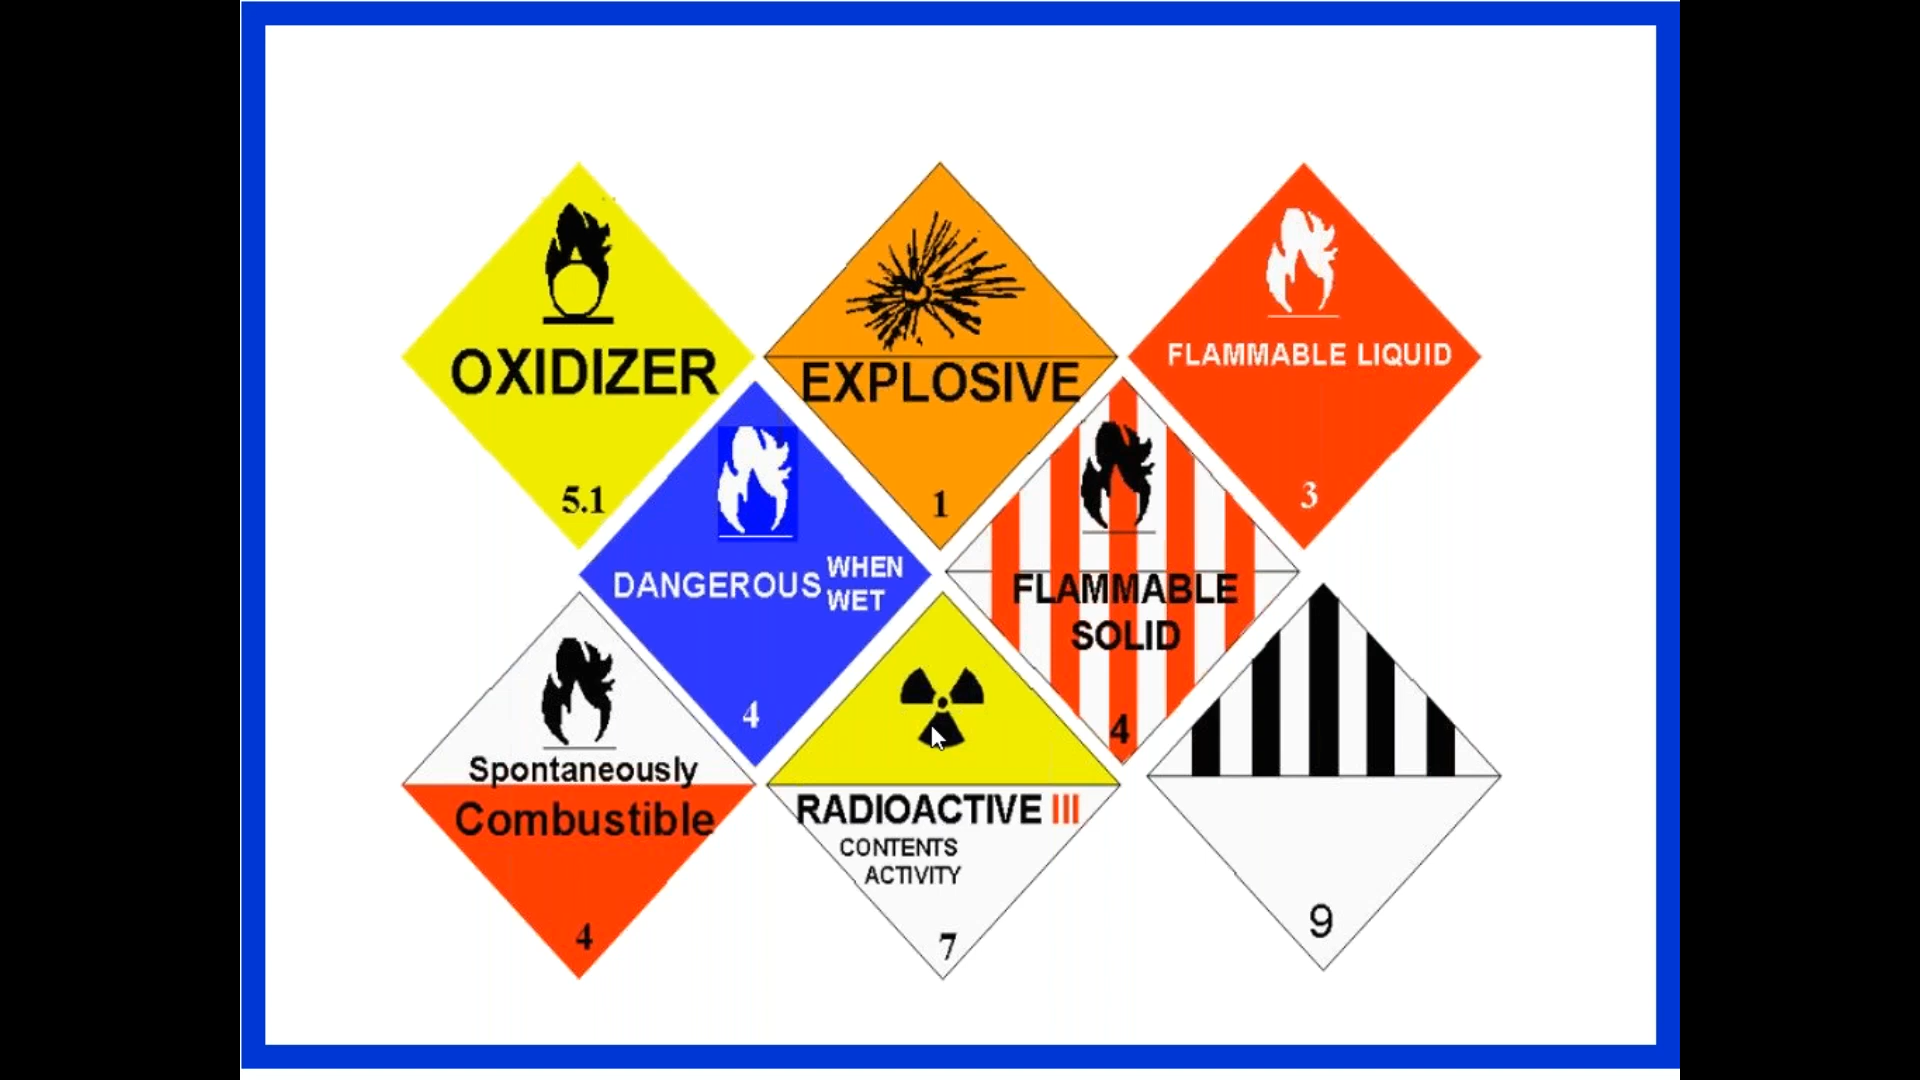 OXIDIZER
5.1
EXPLOSIVE
1
FLAMMABLE LIQUID
3
DANGEROUS WHEN
WET
4
FLAMMABLE
SOLID
4
Spontaneously
Combustible
4
RADIOACTIVE III
CONTENTS
ACTIVITY
7
9